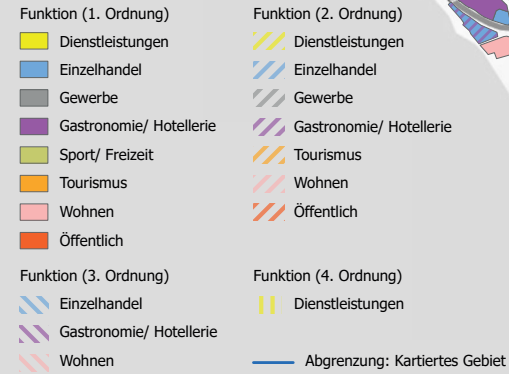 Funktion (1. Ordnung)
Dienstleistungen
Einzelhandel
Gewerbe
Gastronomie/ Hotellerie
Sport/ Freizeit
Tourismus
Wohnen
Öffentlich
Funktion (2. Ordnung)
Dienstleistungen
Einzelhandel
Gewerbe
Gastronomie/ Hotellerie
Tourismus
Wohnen
Öffentlich
Funktion (3. Ordnung)
Einzelhandel
Gastronomie/ Hotellerie
Wohnen
Funktion (4. Ordnung)
Dienstleistungen
Abgrenzung: Kartiertes Gebiet